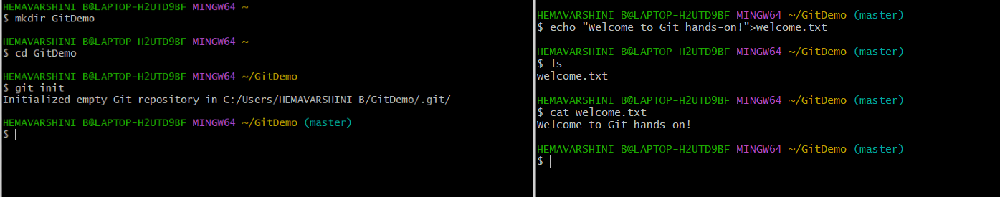 HEMAVARSHINI B@LAPTOP-H2UTD9BF MINGW64 ~
$ mkdir GitDemo
HEMAVARSHINI B@LAPTOP-H2UTD9BF MINGW64 ~
$ cd GitDemo
HEMAVARSHINI B@LAPTOP-H2UTD9BF MINGW64 ~/GitDemo
$ git init
Initialized empty Git repository in C:/Users/HEMAVARSHINI B/GitDemo/.git/
HEMAVARSHINI B@LAPTOP-H2UTD9BF MINGW64 ~/GitDemo (master)
$
HEMAVARSHINI B@LAPTOP-H2UTD9BF MINGW64 ~/GitDemo (master)
$ echo "Welcome to Git hands-on!">welcome.txt
HEMAVARSHINI B@LAPTOP-H2UTD9BF MINGW64 ~/GitDemo (master)
$ ls
welcome.txt
HEMAVARSHINI B@LAPTOP-H2UTD9BF MINGW64 ~/GitDemo (master)
$ cat welcome.txt
Welcome to Git hands-on!
HEMAVARSHINI B@LAPTOP-H2UTD9BF MINGW64 ~/GitDemo (master)
$